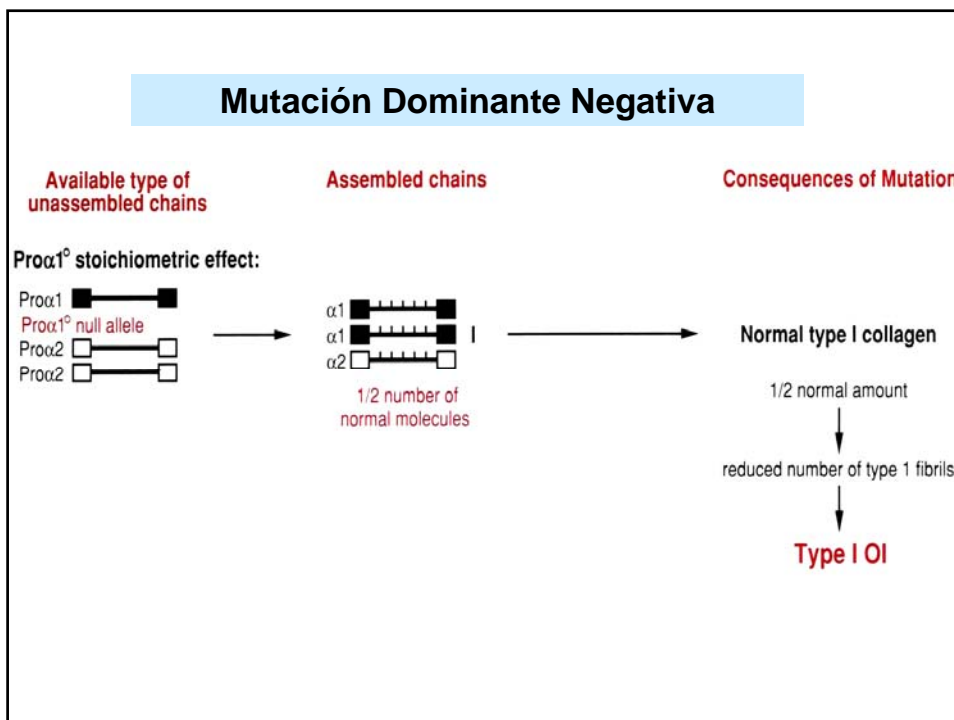 Mutación Dominante Negativa
Available type of
unassembled chains
Assembled chains
Consequences of Mutation
Proα1° stoichiometric effect:
Proα1
Proα1° null allele
Proα2
Proα2
α1
α1
I
α2
1/2 number of
normal molecules
Normal type I collagen
1/2 normal amount
reduced number of type 1 fibrils
Type I OI